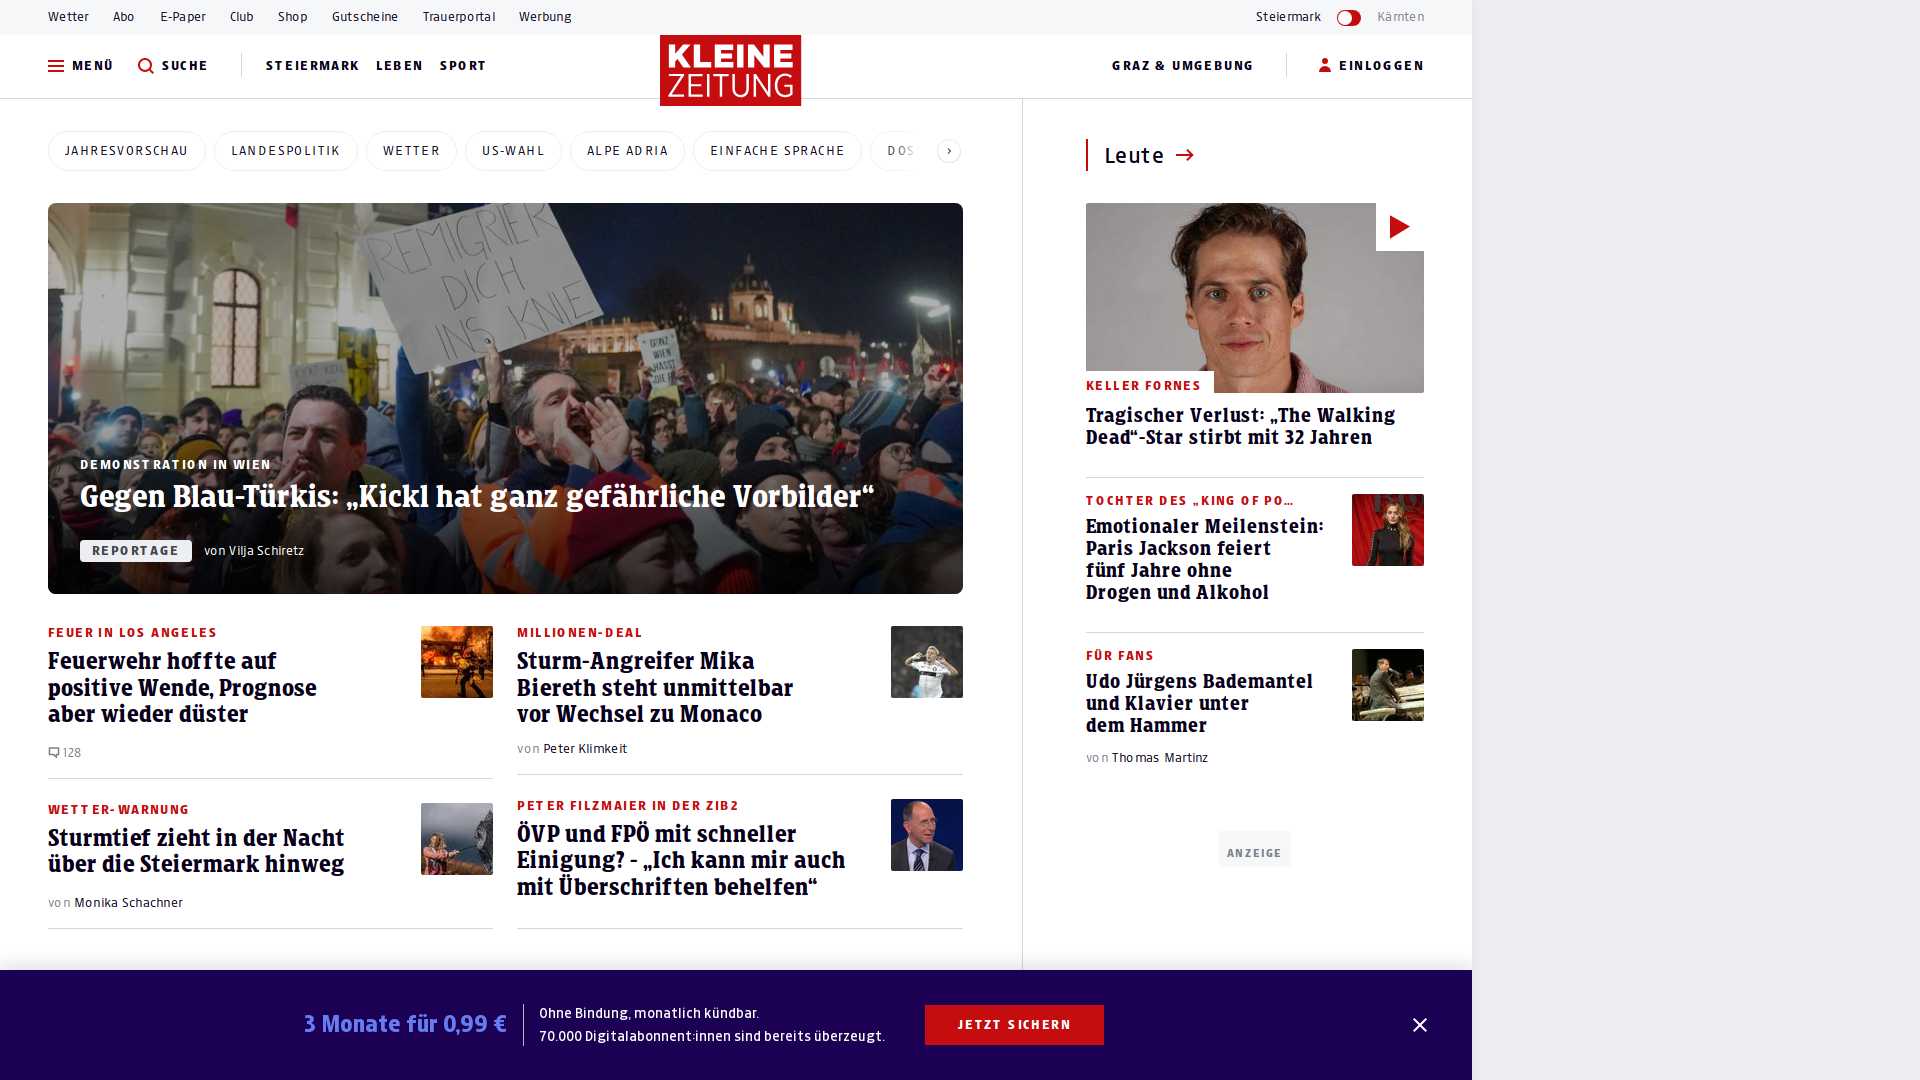 Wetter Abo E-Paper Club Shop Gutscheine Trauerportal Werbung Steiermark Kärnten
MENÜ SUCHE STEIERMARK LEBEN SPORT KLEINE ZEITUNG GRAZ & UMGEBUNG EINLOGGEN
JAHRESVORSCHAU LANDESPOLITIK WETTER US-WAHL ALPE ADRIA EINFACHE SPRACHE DOS
REMIGRIER
DICH
INS KNIE
GANZ
WIEN
HASST
DIE F
DEMONSTRATION IN WIEN
Gegen Blau-Türkis: „Kickl hat ganz gefährliche Vorbilder“
REPORTAGE von Vilja Schiretz
FEUER IN LOS ANGELES
Feuerwehr hoffte auf
positive Wende, Prognose
aber wieder düster
128
MILLIONEN-DEAL
Sturm-Angreifer Mika
Biereth steht unmittelbar
vor Wechsel zu Monaco
von Peter Klimkeit
WETTER-WARNUNG
Sturmtief zieht in der Nacht
über die Steiermark hinweg
von Monika Schachner
PETER FILZMAIER IN DER ZIB2
ÖVP und FPÖ mit schneller
Einigung? - „Ich kann mir auch
mit Überschriften behelfen“
Leute
KELLER FORNES
Tragischer Verlust: „The Walking
Dead“-Star stirbt mit 32 Jahren
TOCHTER DES „KING OF PO…
Emotionaler Meilenstein:
Paris Jackson feiert
fünf Jahre ohne
Drogen und Alkohol
FÜR FANS
Udo Jürgens Bademantel
und Klavier unter
dem Hammer
von Thomas Martinz
ANZEIGE
3 Monate für 0,99 €
Ohne Bindung, monatlich kündbar.
70.000 Digitalabonnent:innen sind bereits überzeugt.
JETZT SICHERN